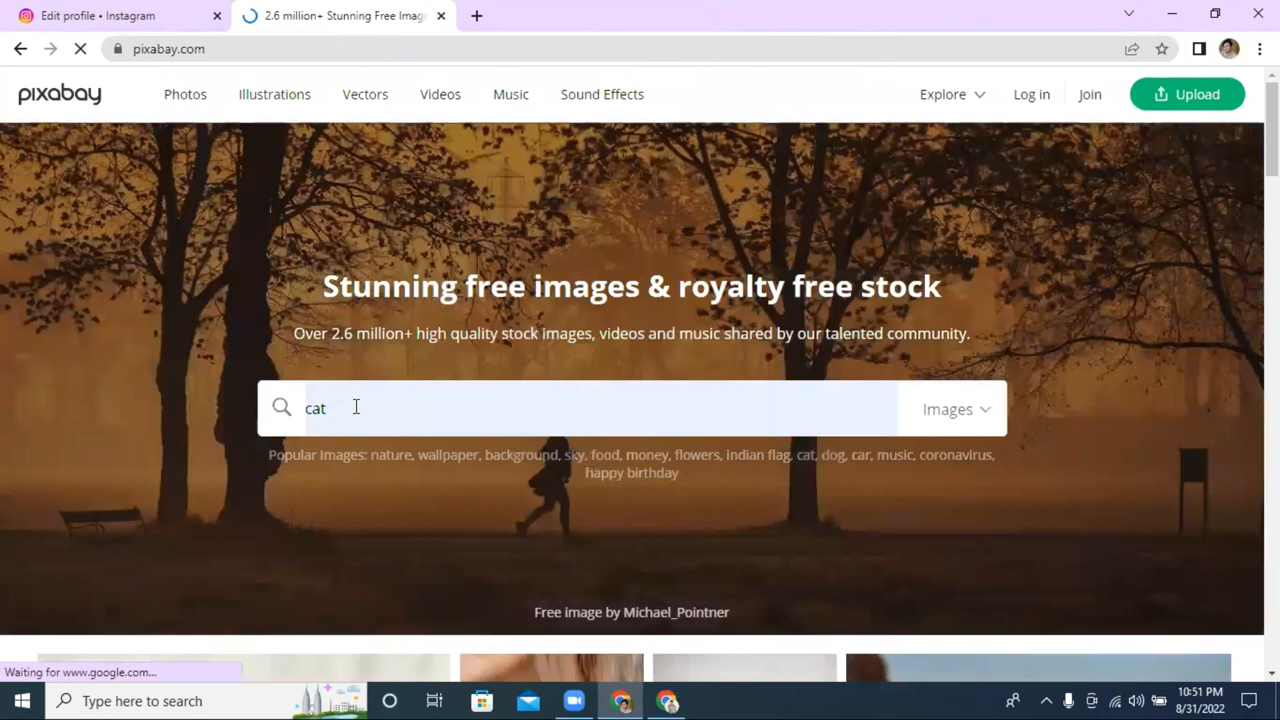 Edit profile • Instagram
2.6 million+ Stunning Free Imag
pixabay.com
pixabay
Photos
Illustrations
Vectors
Videos
Music
Sound Effects
Explore
Log in
Join
Upload
Stunning free images & royalty free stock
Over 2.6 million+ high quality stock images, videos and music shared by our talented community.
cat
Images
Popular Images: nature, wallpaper, background, sky, food, money, flowers, indian flag, cat, dog, car, music, coronavirus,
happy birthday
Free image by Michael_Pointner
Waiting for www.google.com...
Type here to search
10:51 PM
8/31/2022